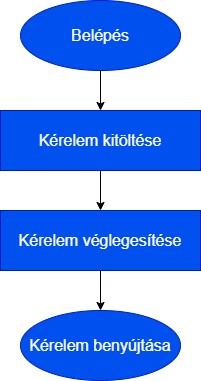 Belépés
Kérelem kitöltése
Kérelem véglegesítése
Kérelem benyújtása